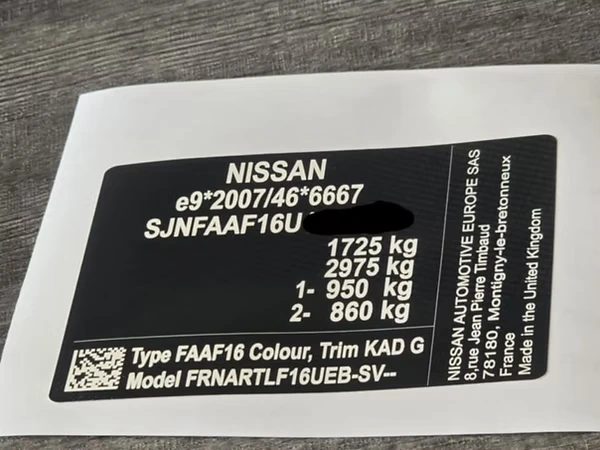 NISSAN
e9*2007/46*6667
SJNFAAF16U
1725 kg
2975 kg
1- 950 kg
2- 860 kg
Type FAAF16 Colour, Trim KAD G
Model FRNARTLF16UEB-SV--
NISSAN AUTOMOTIVE EUROPE SAS
8,rue Jean Pierre Timbaud
78180, Montigny-le-bretonneux
France
Made in the United Kingdom